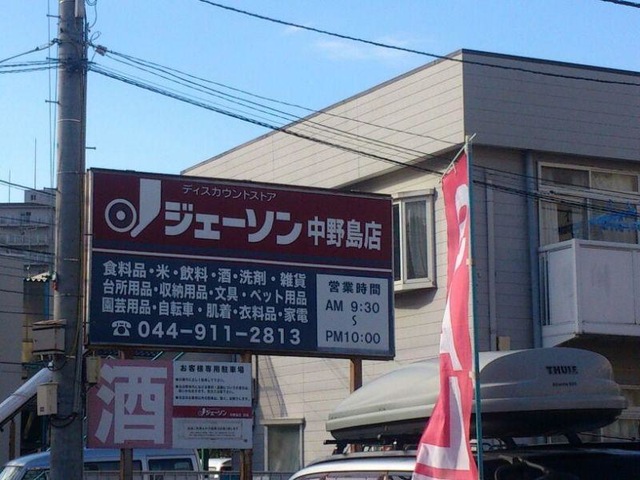 ディスカウントストア
ジェーソン 中野島店
食料品・米・飲料・酒・洗剤・雑貨
台所用品・収納用品・文具・ペット用品
園芸用品・自転車・肌着・衣料品・家電
☎044-911-2813
営業時間
AM 9:30
~
PM10:00
酒
お客様専用駐車場
ジェーソン
THULE